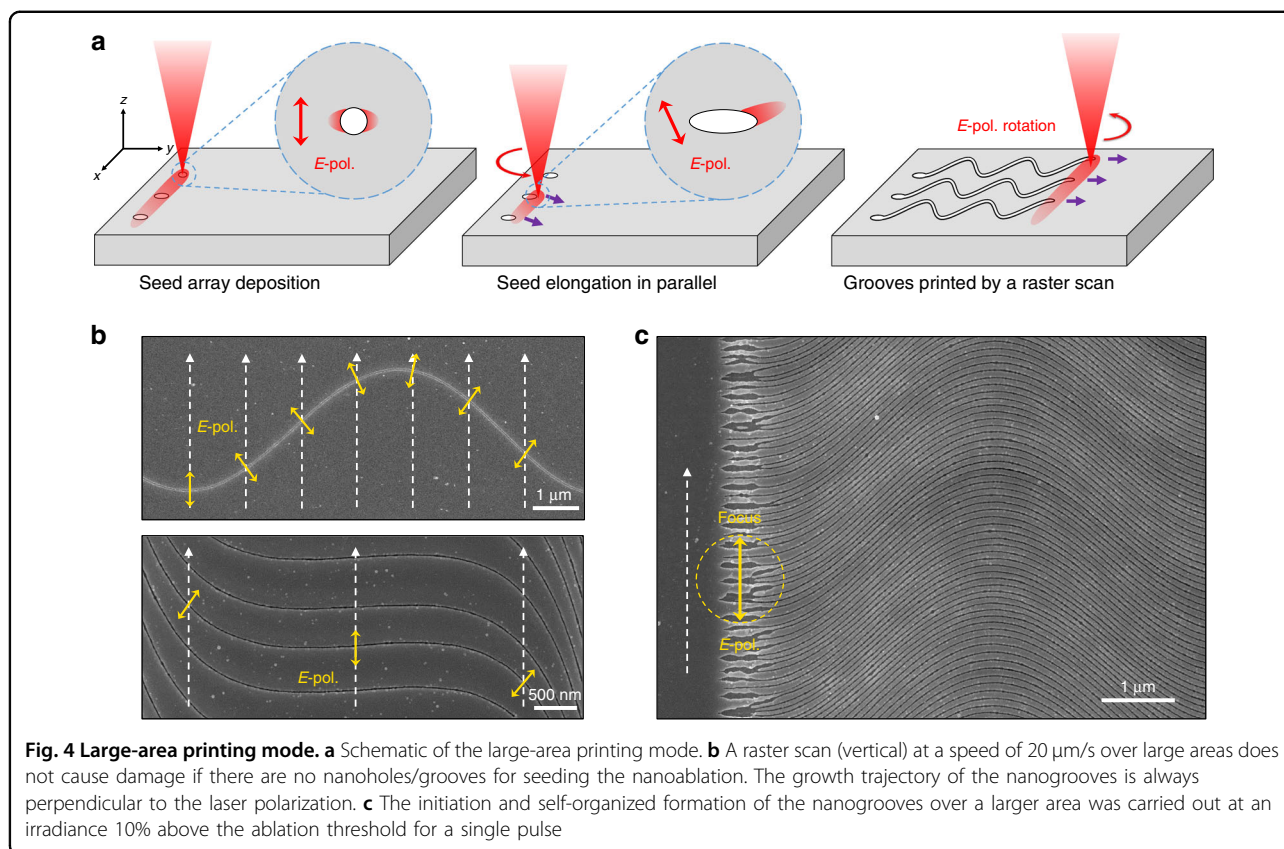 a
z
y
x
E-pol.
E-pol.
E-pol. rotation
Seed array deposition
Seed elongation in parallel
Grooves printed by a raster scan
b
E-pol.
1 μm
E-pol.
500 nm
c
Focus
E-pol.
1 μm
Fig. 4 Large-area printing mode. a Schematic of the large-area printing mode. b A raster scan (vertical) at a speed of 20 μm/s over large areas does
not cause damage if there are no nanoholes/grooves for seeding the nanoablation. The growth trajectory of the nanogrooves is always
perpendicular to the laser polarization. c The initiation and self-organized formation of the nanogrooves over a larger area was carried out at an
irradiance 10% above the ablation threshold for a single pulse